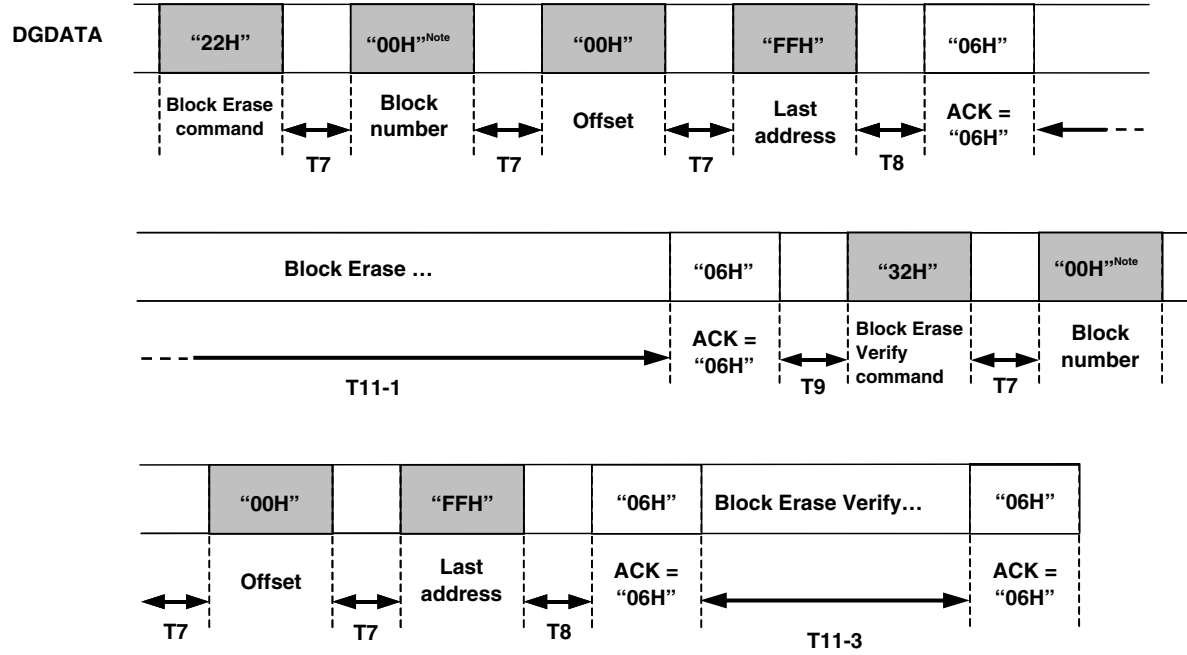 DGDATA
“22H” “00H”Note “00H” “FFH” “06H”
Block Erase command
Block number
Offset
Last address
ACK = “06H”
T7 T7 T7 T8
Block Erase … “06H” “32H” “00H”Note
ACK = “06H”
Block Erase Verify command
Block number
T11-1 T9 T7
“00H” “FFH” “06H” Block Erase Verify… “06H”
Offset
Last address
ACK = “06H”
ACK = “06H”
T7 T7 T8 T11-3